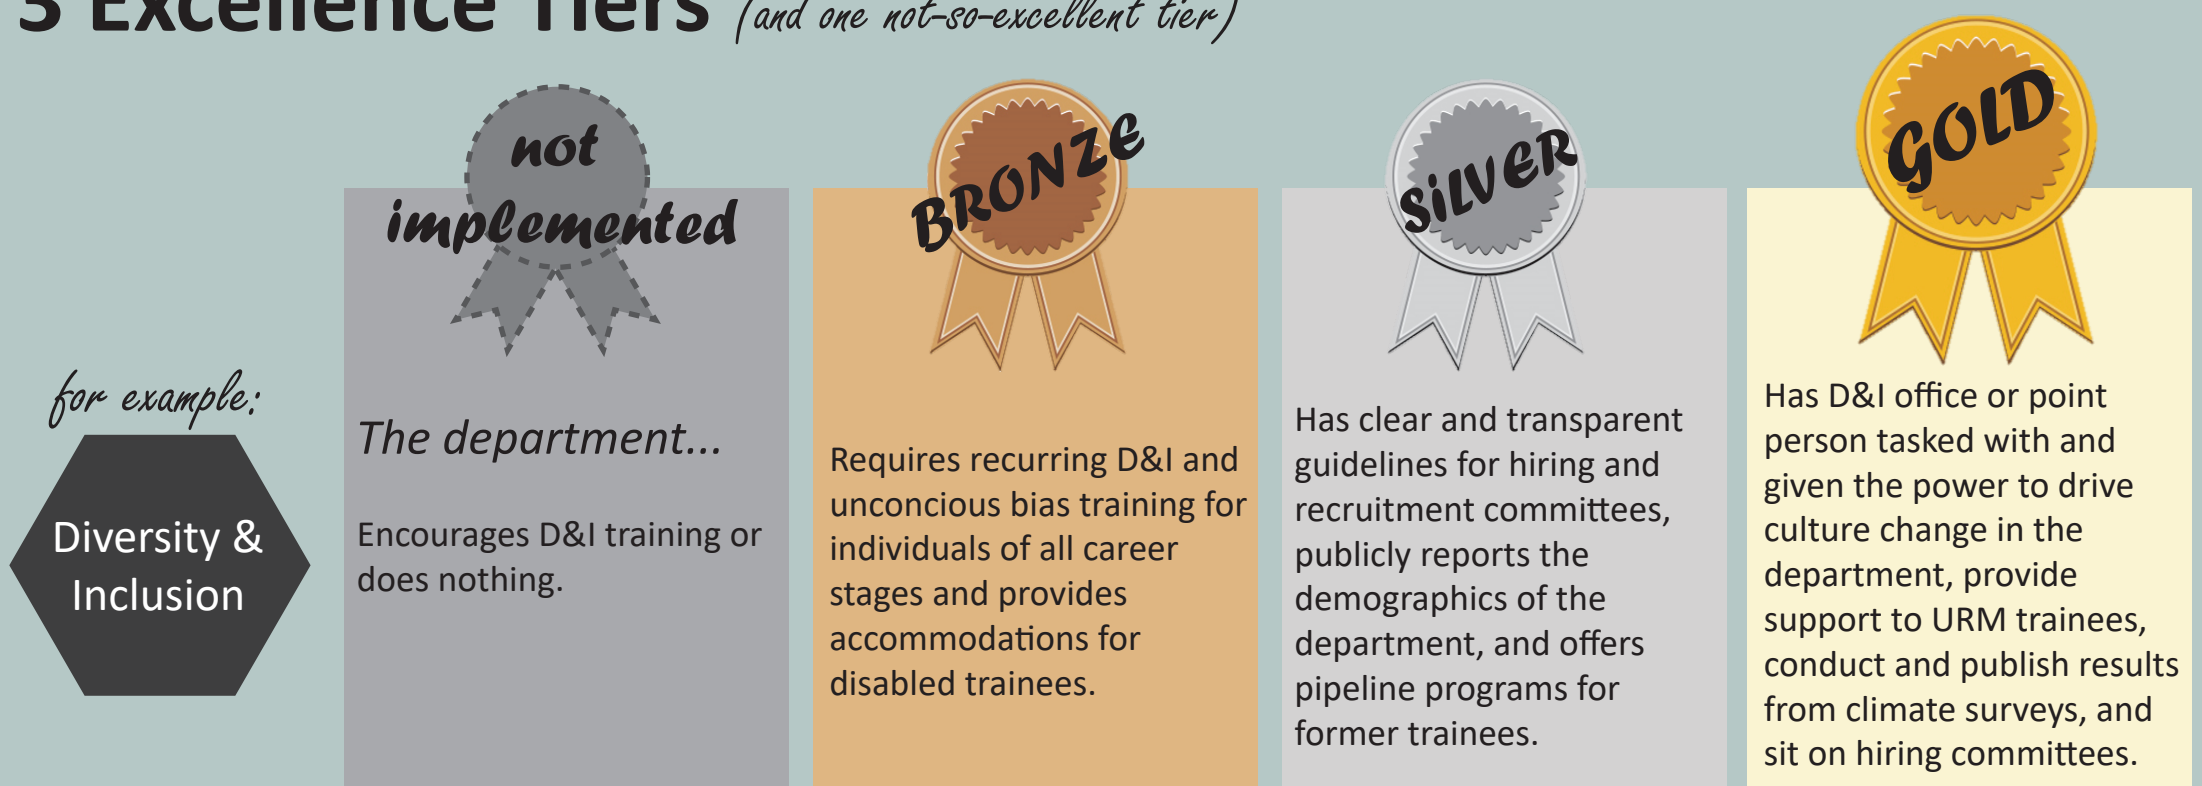 3 Excellence Tiers (and one not-so-excellent tier)
not
implemented
BRONZE
SiLVER
GOLD
for example:
Diversity &
Inclusion
The department...
Encourages D&I training or
does nothing.
Requires recurring D&I and
unconcious bias training for
individuals of all career
stages and provides
accommodations for
disabled trainees.
Has clear and transparent
guidelines for hiring and
recruitment committees,
publicly reports the
demographics of the
department, and offers
pipeline programs for
former trainees.
Has D&I office or point
person tasked with and
given the power to drive
culture change in the
department, provide
support to URM trainees,
conduct and publish results
from climate surveys, and
sit on hiring committees.